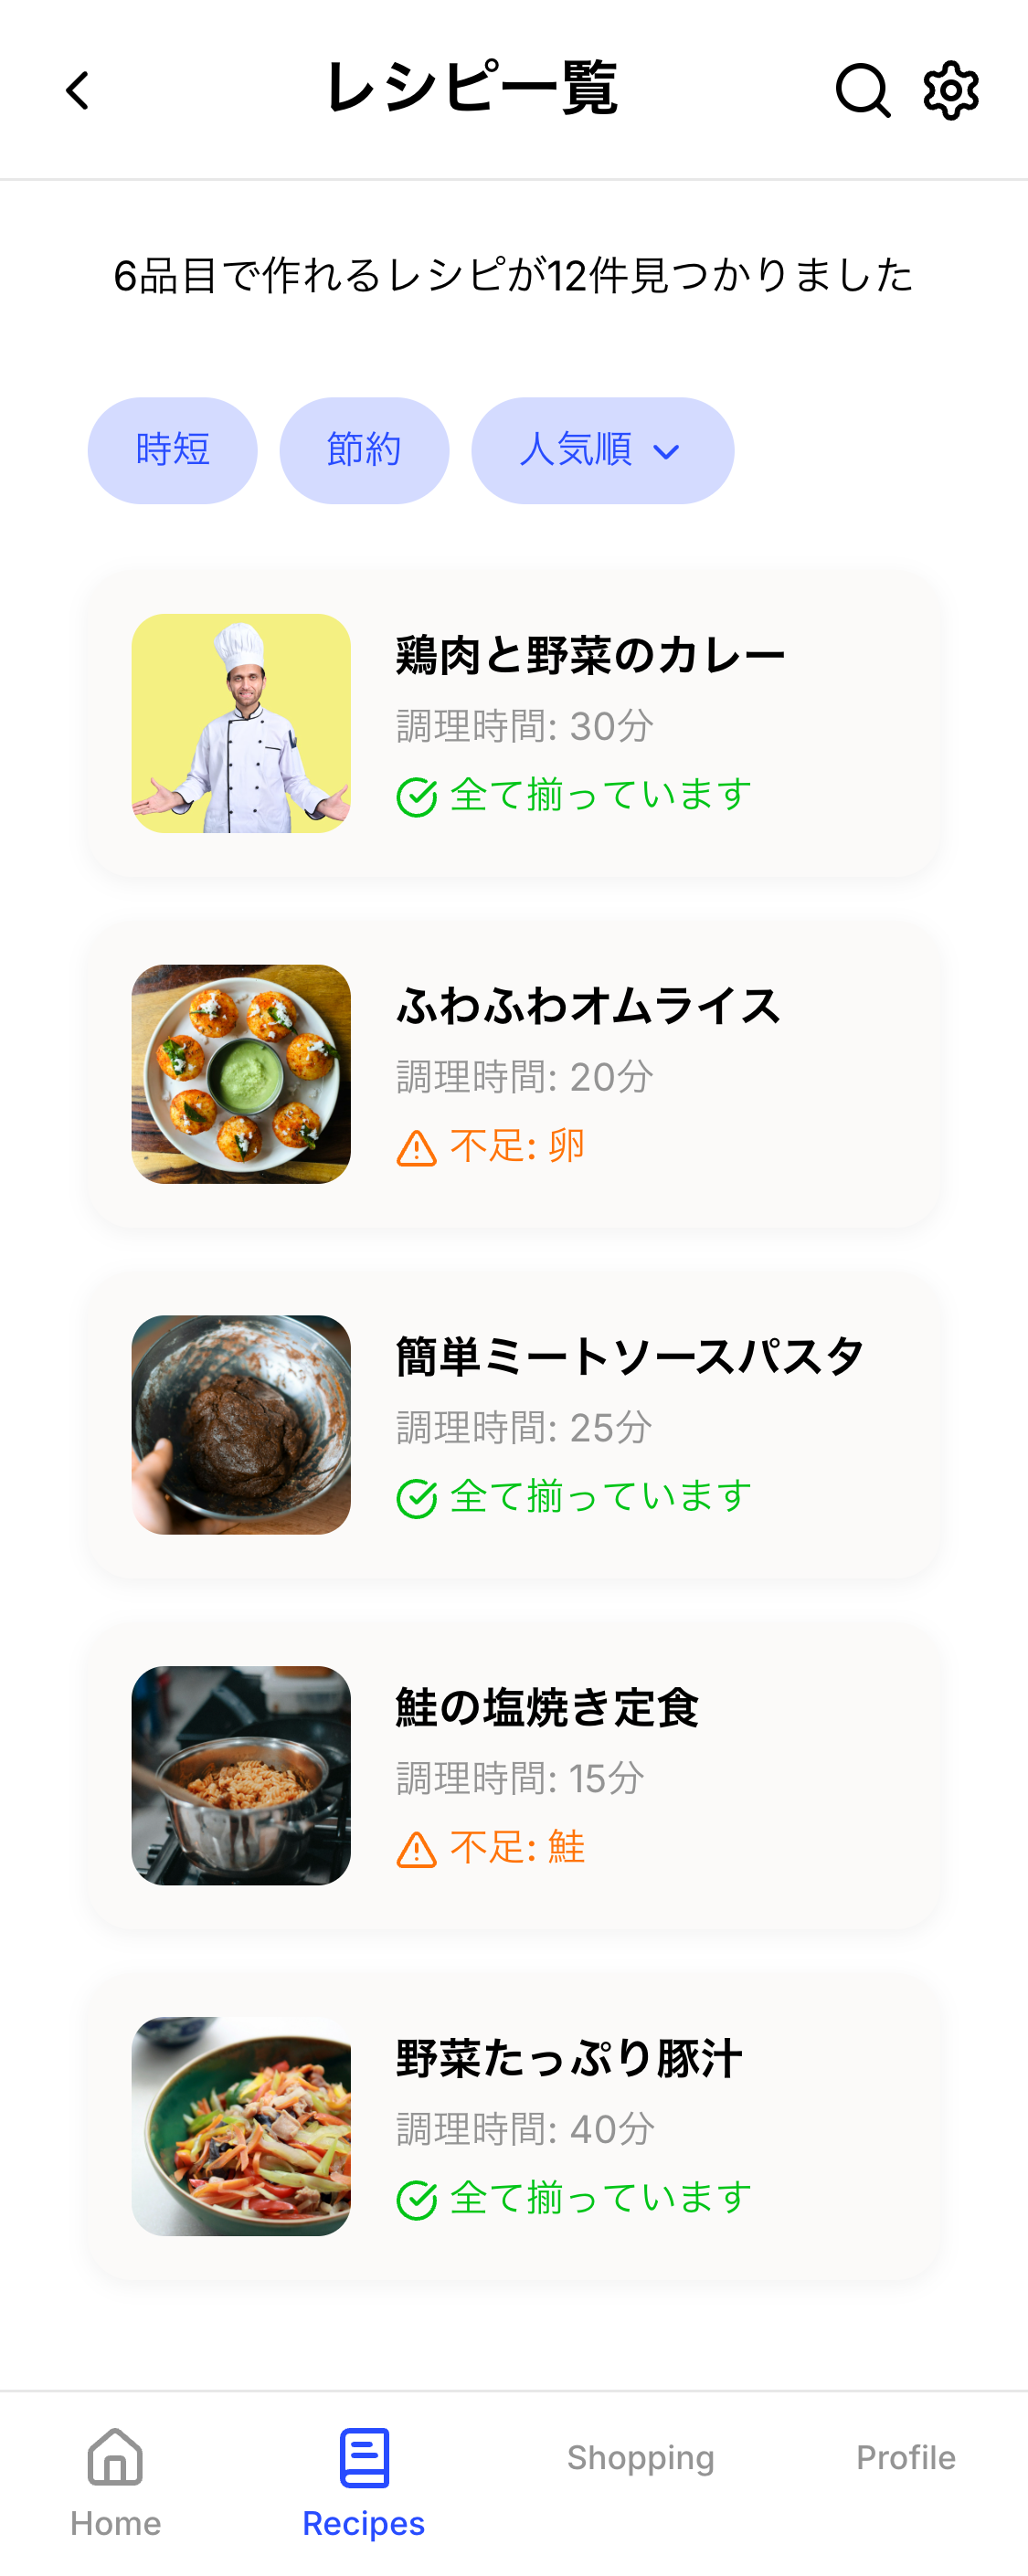 レシピ一覧
6品目で作れるレシピが12件見つかりました
時短
節約
人気順
鶏肉と野菜のカレー
調理時間: 30分
全て揃っています
ふわふわオムライス
調理時間: 20分
不足: 卵
簡単ミートソースパスタ
調理時間: 25分
全て揃っています
鮭の塩焼き定食
調理時間: 15分
不足: 鮭
野菜たっぷり豚汁
調理時間: 40分
全て揃っています
Home
Recipes
Shopping
Profile